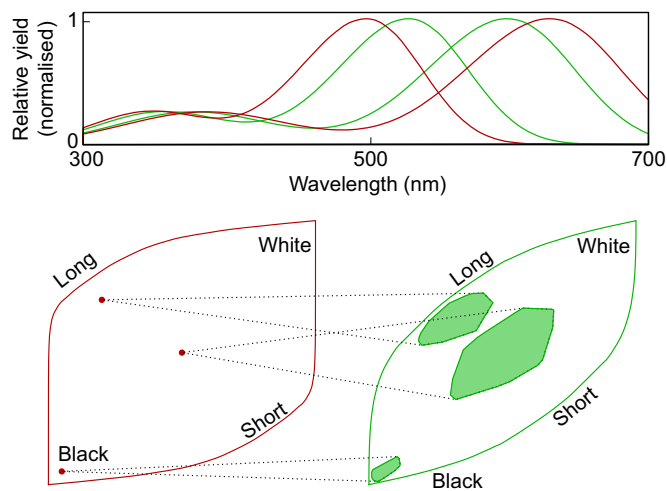 Relative yield
(normalised]
1
0
300
500
700
Wavelength (nm)
Long
White
Short
Black
Long
White
Short
Black